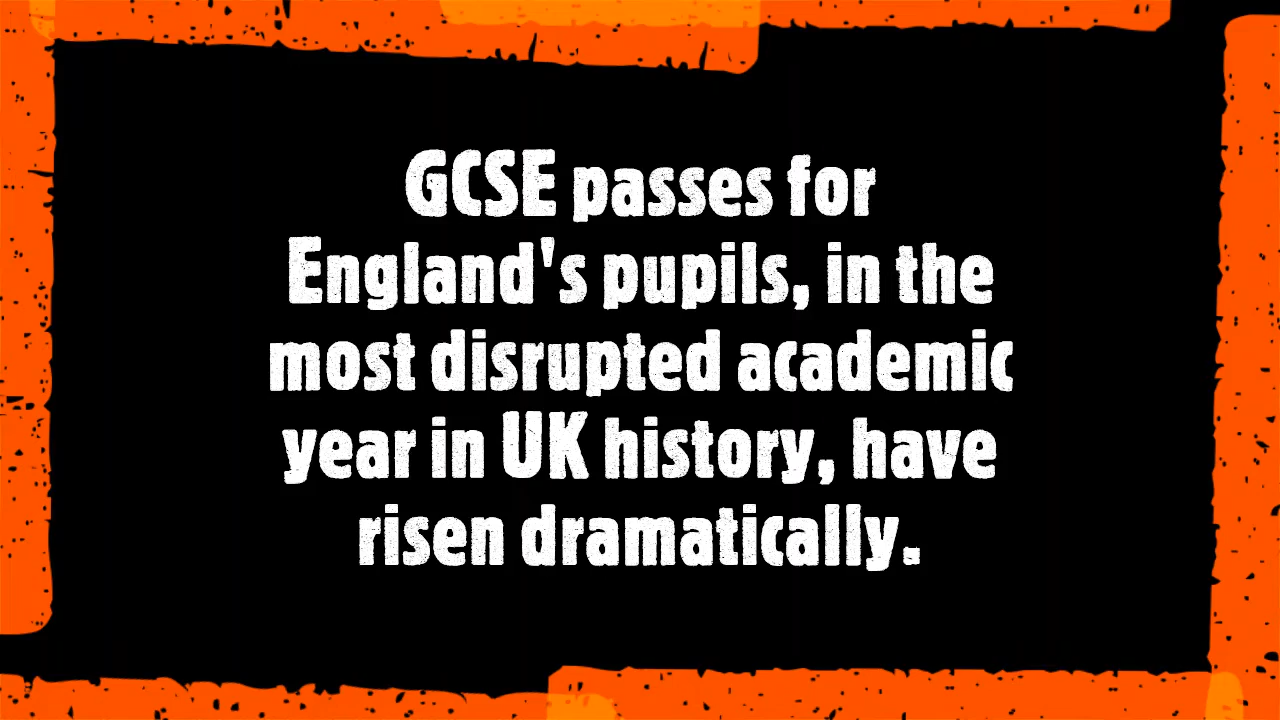 GCSE passes for
England's pupils, in the
most disrupted academic
year in UK history, have
risen dramatically.